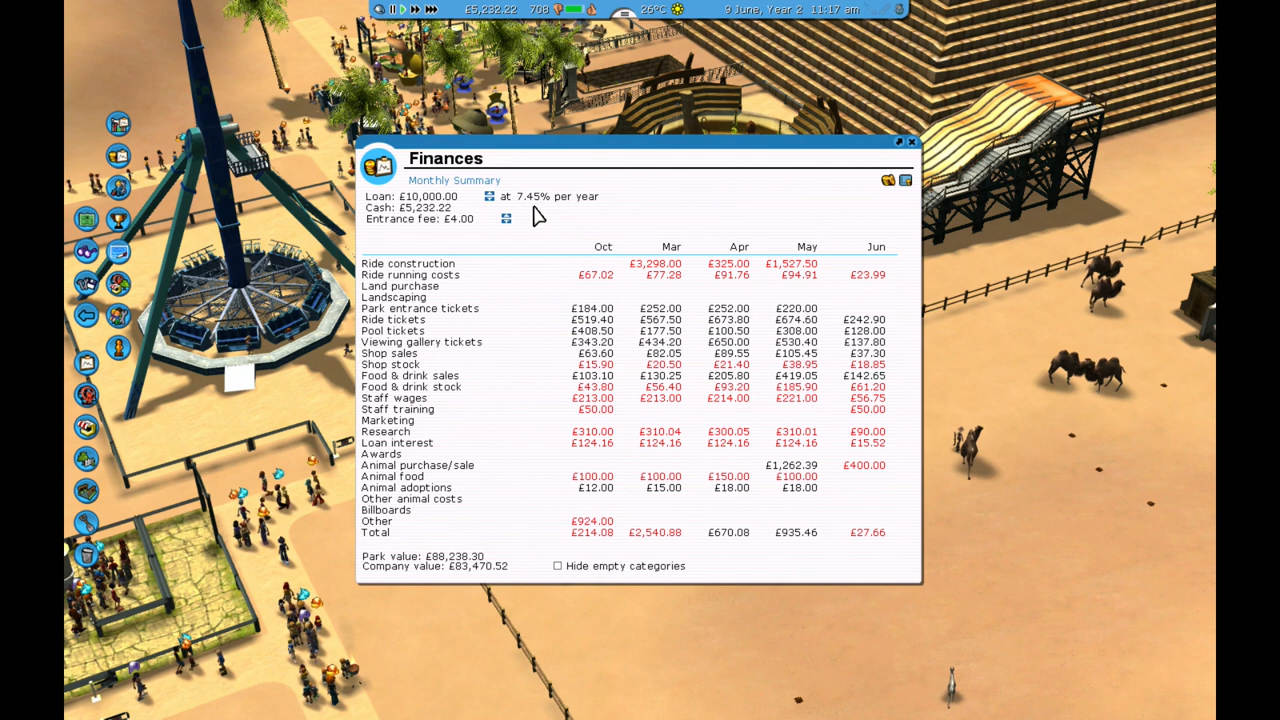 £5,232.22 708 26°C 9 June, Year 2 11:17 am
Finances
Monthly Summary
Loan: £10,000.00 at 7.45% per year
Cash: £5,232.22
Entrance fee: £4.00
Oct Mar Apr May Jun
Ride construction £3,298.00 £325.00 £1,527.50
Ride running costs £67.02 £77.28 £91.76 £94.91 £23.99
Land purchase
Landscaping
Park entrance tickets £184.00 £252.00 £252.00 £220.00
Ride tickets £519.40 £567.50 £673.80 £674.60 £242.90
Pool tickets £408.50 £177.50 £100.50 £308.00 £128.00
Viewing gallery tickets £343.20 £434.20 £650.00 £530.40 £137.80
Shop sales £63.60 £82.05 £89.55 £105.45 £37.30
Shop stock £15.90 £20.50 £21.40 £38.95 £18.85
Food & drink sales £103.10 £130.25 £205.80 £419.05 £142.65
Food & drink stock £43.80 £56.40 £93.20 £185.90 £61.20
Staff wages £213.00 £213.00 £214.00 £221.00 £56.75
Staff training £50.00 £50.00
Marketing
Research £310.00 £310.04 £300.05 £310.01 £90.00
Loan interest £124.16 £124.16 £124.16 £124.16 £15.52
Awards
Animal purchase/sale £1,262.39 £400.00
Animal food £100.00 £100.00 £150.00 £100.00
Animal adoptions £12.00 £15.00 £18.00 £18.00
Other animal costs
Billboards
Other £924.00
Total £214.08 £2,540.88 £670.08 £935.46 £27.66
Park value: £88,238.30
Company value: £83,470.52 Hide empty categories